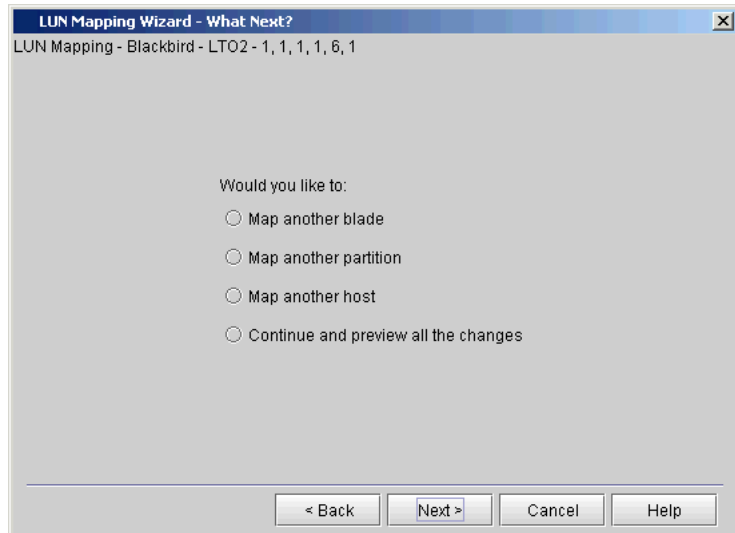 LUN Mapping Wizard - What Next?
LUN Mapping - Blackbird - LTO2 - 1, 1, 1, 1, 6, 1
Would you like to:
Map another blade
Map another partition
Map another host
Continue and preview all the changes
< Back Next > Cancel Help